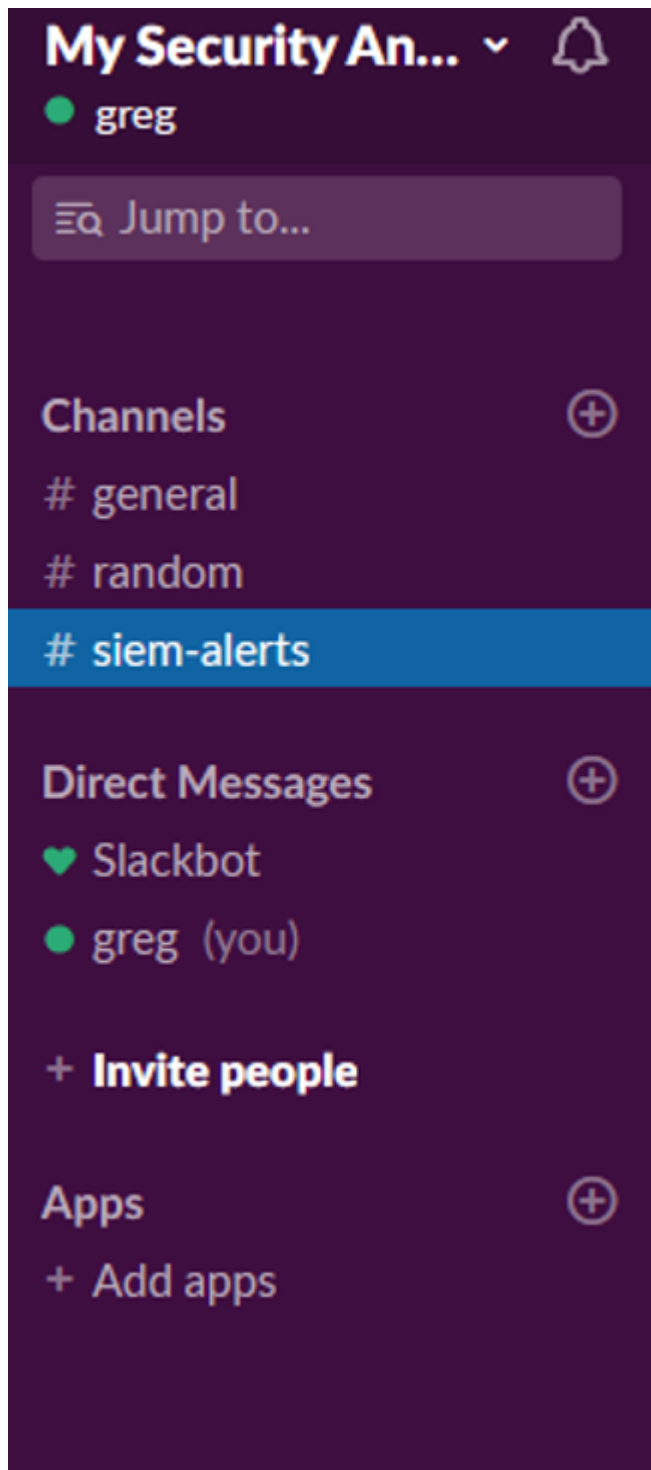 My Security An...
greg
Jump to...
Channels
# general
# random
# siem-alerts
Direct Messages
Slackbot
greg (you)
+ Invite people
Apps
+ Add apps